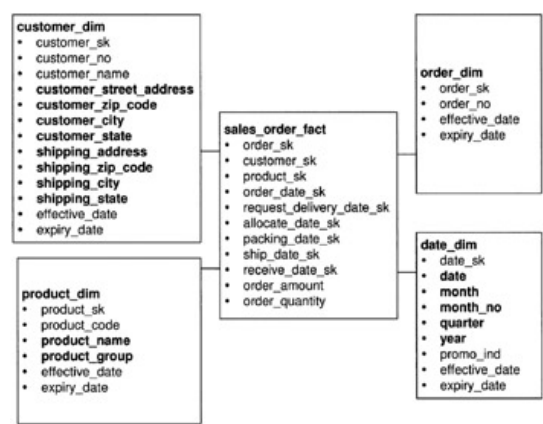 customer_dim
• customer_sk
• customer_no
• customer_name
• customer_street_address
• customer_zip_code
• customer_city
• customer_state
• shipping_address
• shipping_zip_code
• shipping_city
• shipping_state
• effective_date
• expiry_date
product_dim
• product_sk
• product_code
• product_name
• product_group
• effective_date
• expiry_date
sales_order_fact
• order_sk
• customer_sk
• product_sk
• order_date_sk
• request_delivery_date_sk
• allocate_date_sk
• packing_date_sk
• ship_date_sk
• receive_date_sk
• order_amount
• order_quantity
order_dim
• order_sk
• order_no
• effective_date
• expiry_date
date_dim
• date_sk
• date
• month
• month_no
• quarter
• year
• promo_ind
• effective_date
• expiry_date